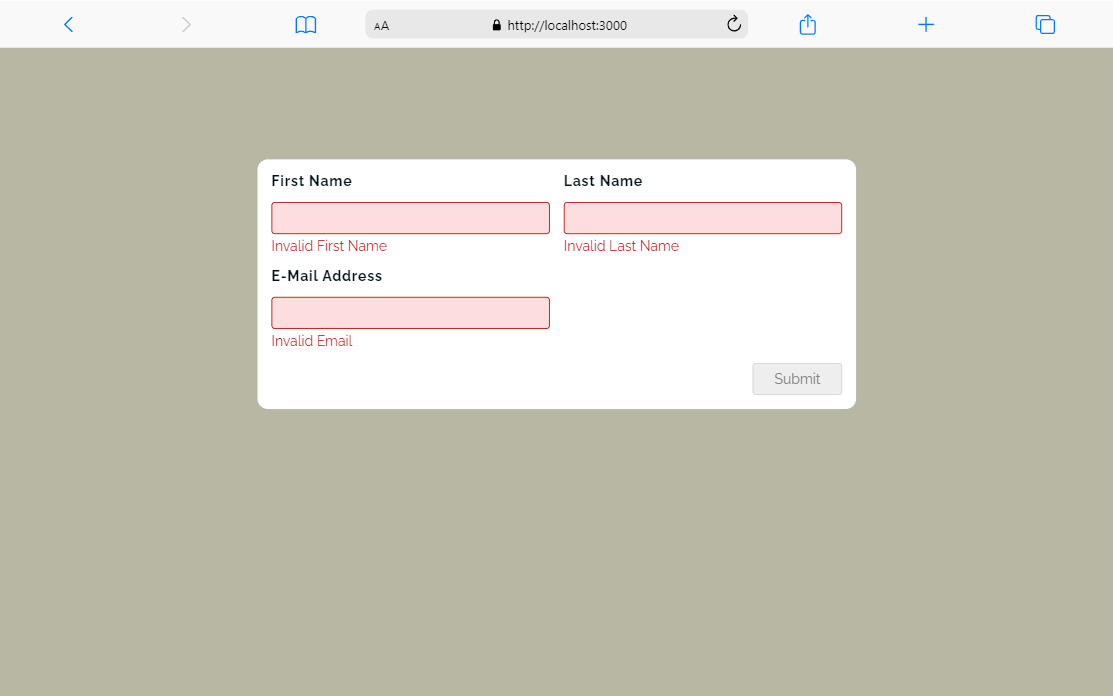 AA
http://localhost:3000
First Name
Last Name
Invalid First Name
Invalid Last Name
E-Mail Address
Invalid Email
Submit